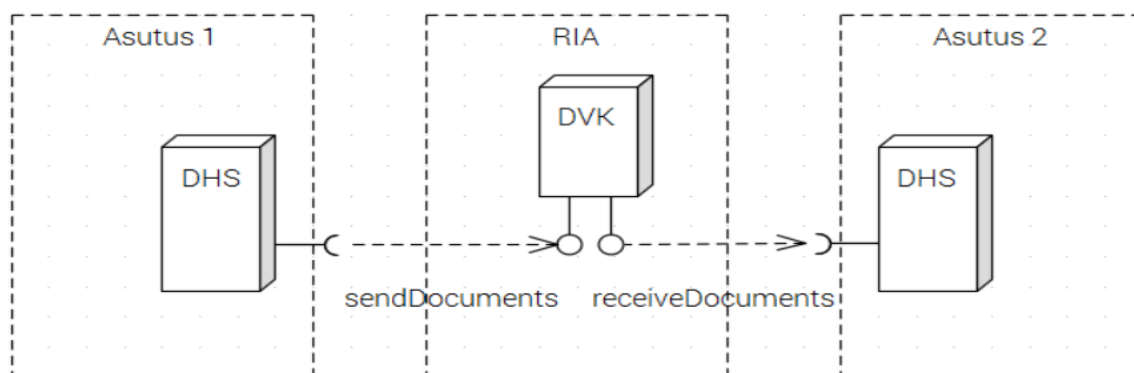 Asutus 1
RIA
Asutus 2
DVK
DHS
DHS
sendDocuments
receiveDocuments